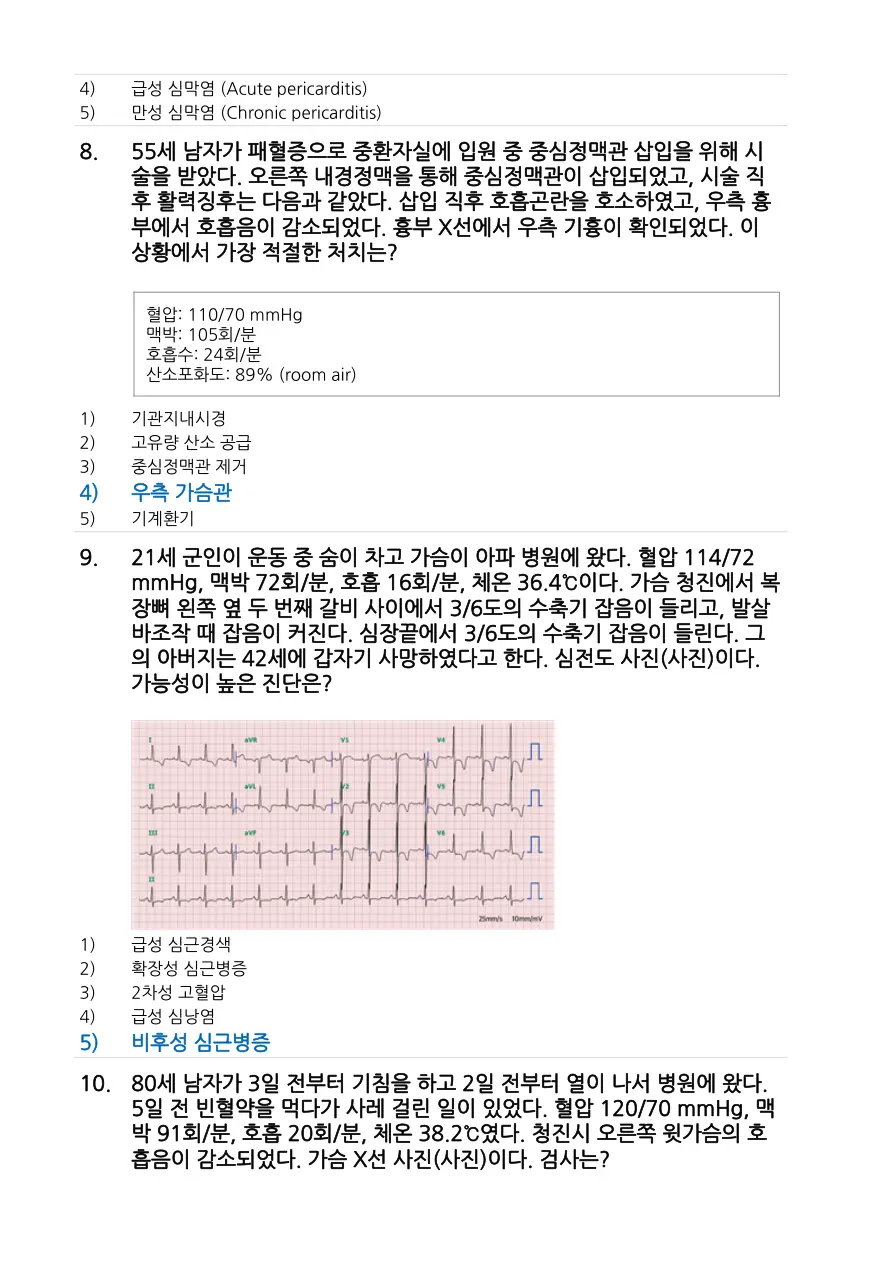 4) 급성 심막염 (Acute pericarditis)
5) 만성 심막염 (Chronic pericarditis)
8. 55세 남자가 패혈증으로 중환자실에 입원 중 중심정맥관 삽입을 위해 시
술을 받았다. 오른쪽 내경정맥을 통해 중심정맥관이 삽입되었고, 시술 직
후 활력징후는 다음과 같았다. 삽입 직후 호흡곤란을 호소하였고, 우측 흉
부에서 호흡음이 감소되었다. 흉부 X선에서 우측 기흉이 확인되었다. 이
상황에서 가장 적절한 처치는?
혈압: 110/70 mmHg
맥박: 105회/분
호흡수: 24회/분
산소포화도: 89% (room air)
1) 기관지내시경
2) 고유량 산소 공급
3) 중심정맥관 제거
4) 우측 가슴관
5) 기계환기
9. 21세 군인이 운동 중 숨이 차고 가슴이 아파 병원에 왔다. 혈압 114/72
mmHg, 맥박 72회/분, 호흡 16회/분, 체온 36.4℃이다. 가슴 청진에서 복
장뼈 왼쪽 옆 두 번째 갈비 사이에서 3/6도의 수축기 잡음이 들리고, 발살
바조작 때 잡음이 커진다. 심장끝에서 3/6도의 수축기 잡음이 들린다. 그
의 아버지는 42세에 갑자기 사망하였다고 한다. 심전도 사진(사진)이다.
가능성이 높은 진단은?
I aVR V1 V4
II aVL V2 V5
III aVF V3 V6
II
25mm/s 10mm/mV
1) 급성 심근경색
2) 확장성 심근병증
3) 2차성 고혈압
4) 급성 심낭염
5) 비후성 심근병증
10. 80세 남자가 3일 전부터 기침을 하고 2일 전부터 열이 나서 병원에 왔다.
5일 전 빈혈약을 먹다가 사레 걸린 일이 있었다. 혈압 120/70 mmHg, 맥
박 91회/분, 호흡 20회/분, 체온 38.2℃였다. 청진시 오른쪽 윗가슴의 호
흡음이 감소되었다. 가슴 X선 사진(사진)이다. 검사는?